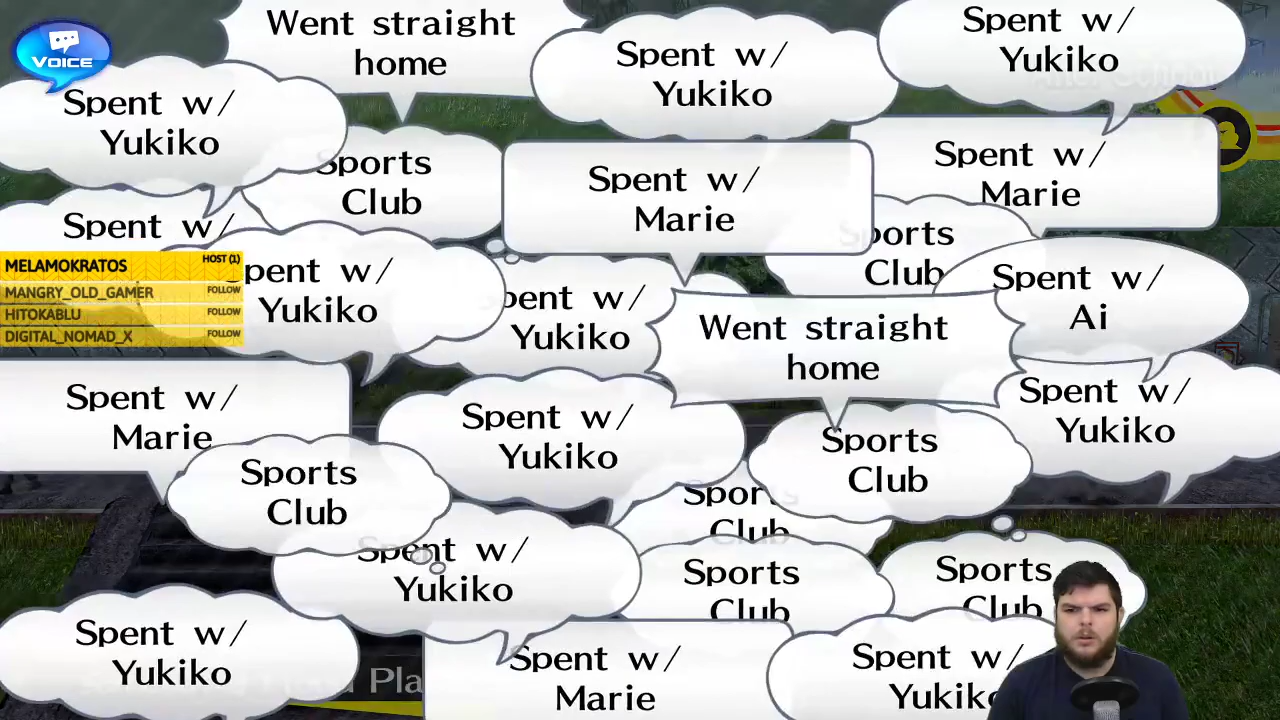 VOICE
Went straight
home
Spent w/
Yukiko
Spent w/
Yukiko
Spent w/
Yukiko
Sports
Club
Spent w/
Marie
Spent w/
Marie
Spent w/
MELAMOKRATOS HOST (1)
MANGRY_OLD_GAMER FOLLOW
HITOKABLU FOLLOW
DIGITAL_NOMAD_X FOLLOW
pent w/
Yukiko
pent w/
Yukiko
Sports
Club
Spent w/
Ai
Went straight
home
Spent w/
Marie
Spent w/
Yukiko
Spent w/
Yukiko
Sports
Club
Sports
Club
Sports
Club
Spent w/
Yukiko
Sports
Club
Sports
Club
Spent w/
Yukiko
Spent w/
Marie
Spent w/
Yukiko